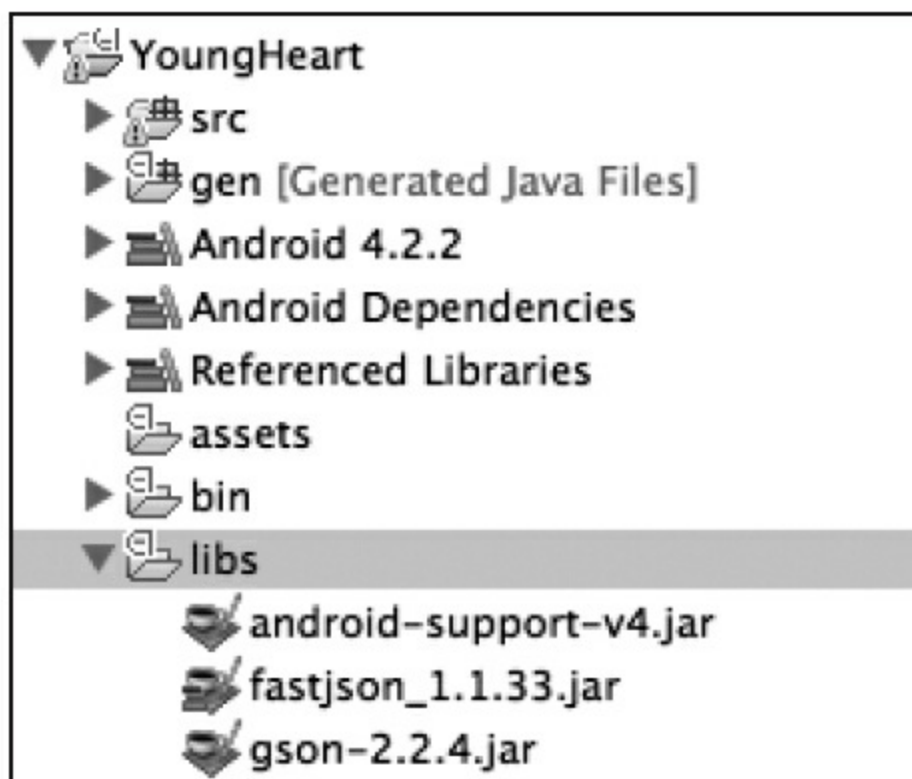 YoungHeart
src
gen [Generated Java Files]
Android 4.2.2
Android Dependencies
Referenced Libraries
assets
bin
libs
android-support-v4.jar
fastjson_1.1.33.jar
gson-2.2.4.jar